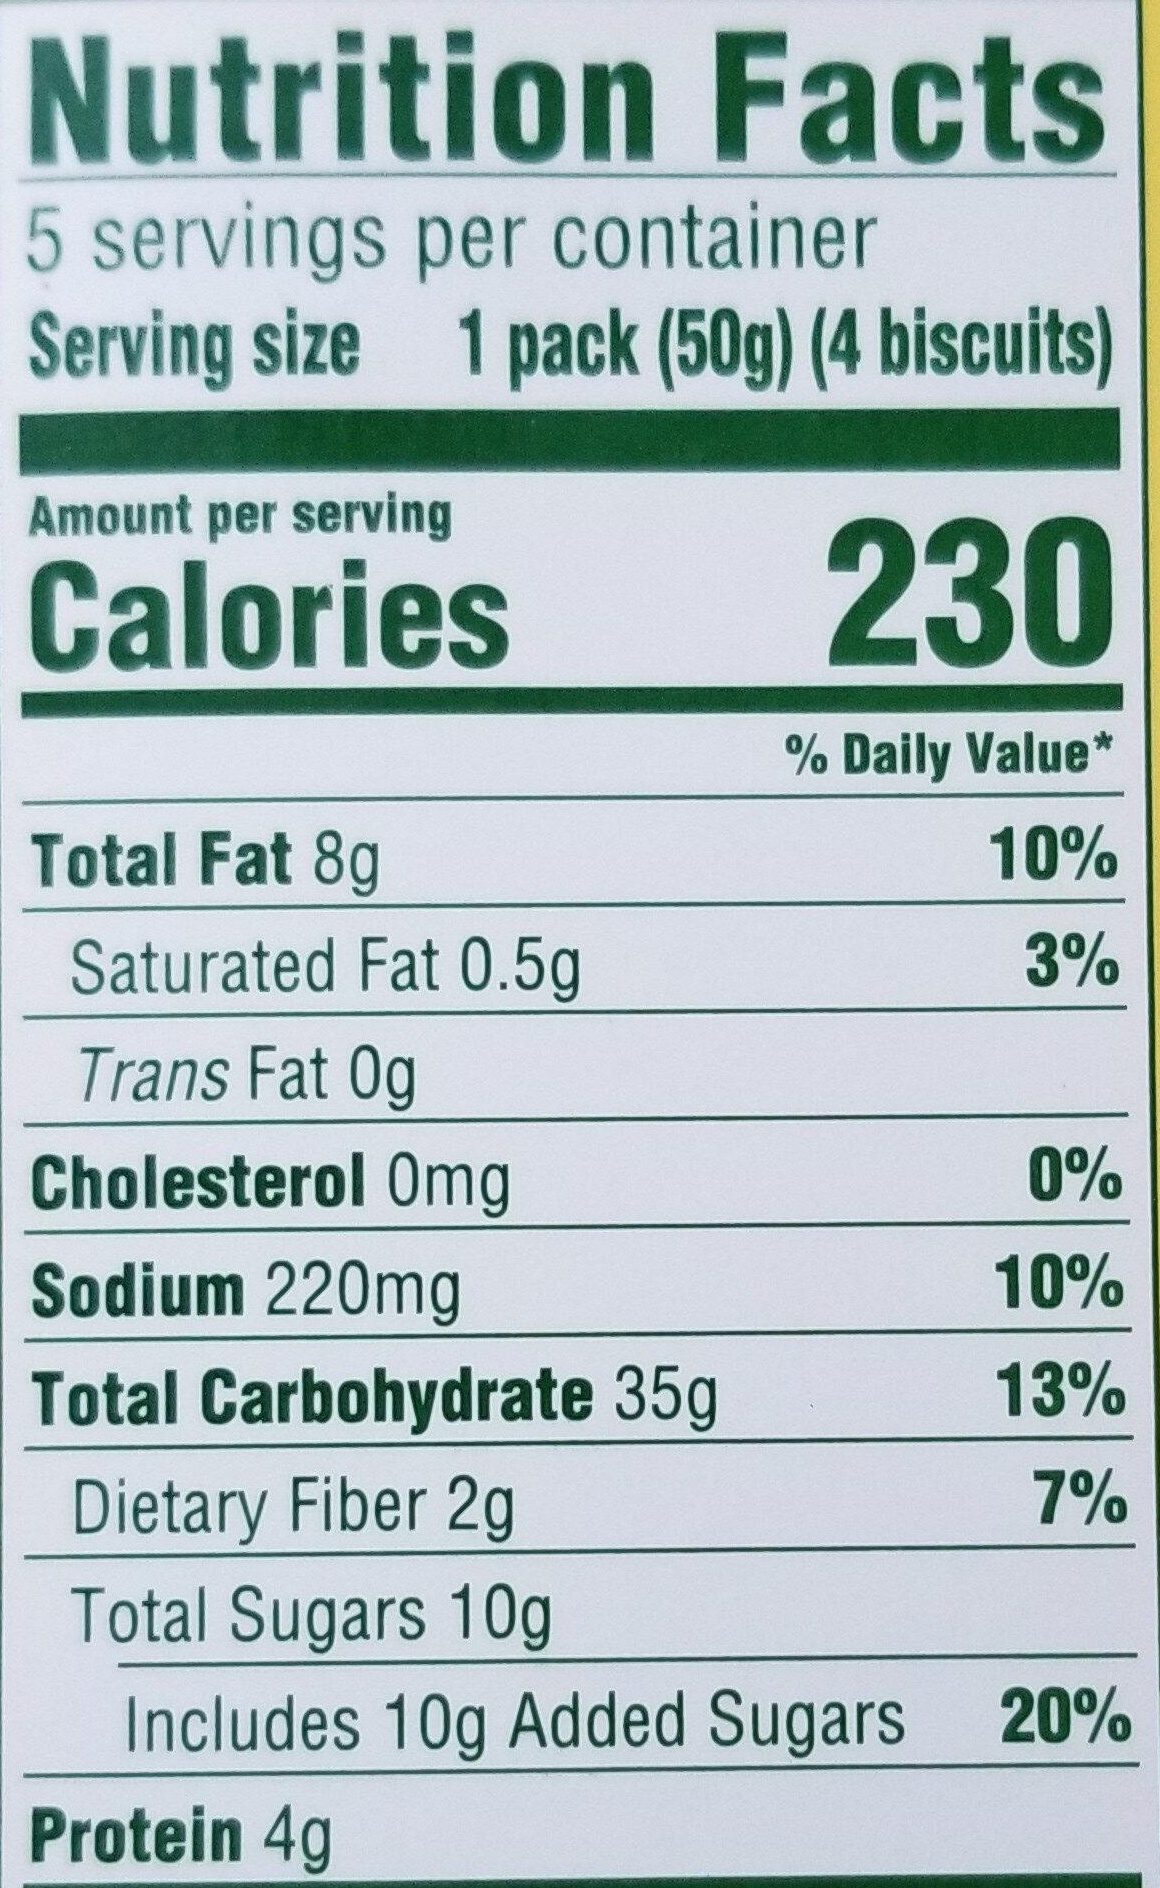 Nutrition Facts
5 servings per container
Serving size 1 pack (50g) (4 biscuits)
Amount per serving
Calories 230
% Daily Value*
Total Fat 8g 10%
Saturated Fat 0.5g 3%
Trans Fat 0g
Cholesterol 0mg 0%
Sodium 220mg 10%
Total Carbohydrate 35g 13%
Dietary Fiber 2g 7%
Total Sugars 10g
Includes 10g Added Sugars 20%
Protein 4g